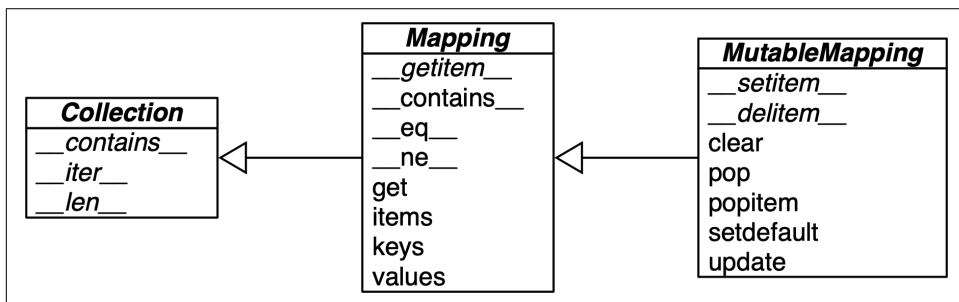 Collection
__contains__
__iter__
__len__
Mapping
__getitem__
__contains__
__eq__
__ne__
get
items
keys
values
MutableMapping
__setitem__
__delitem__
clear
pop
popitem
setdefault
update